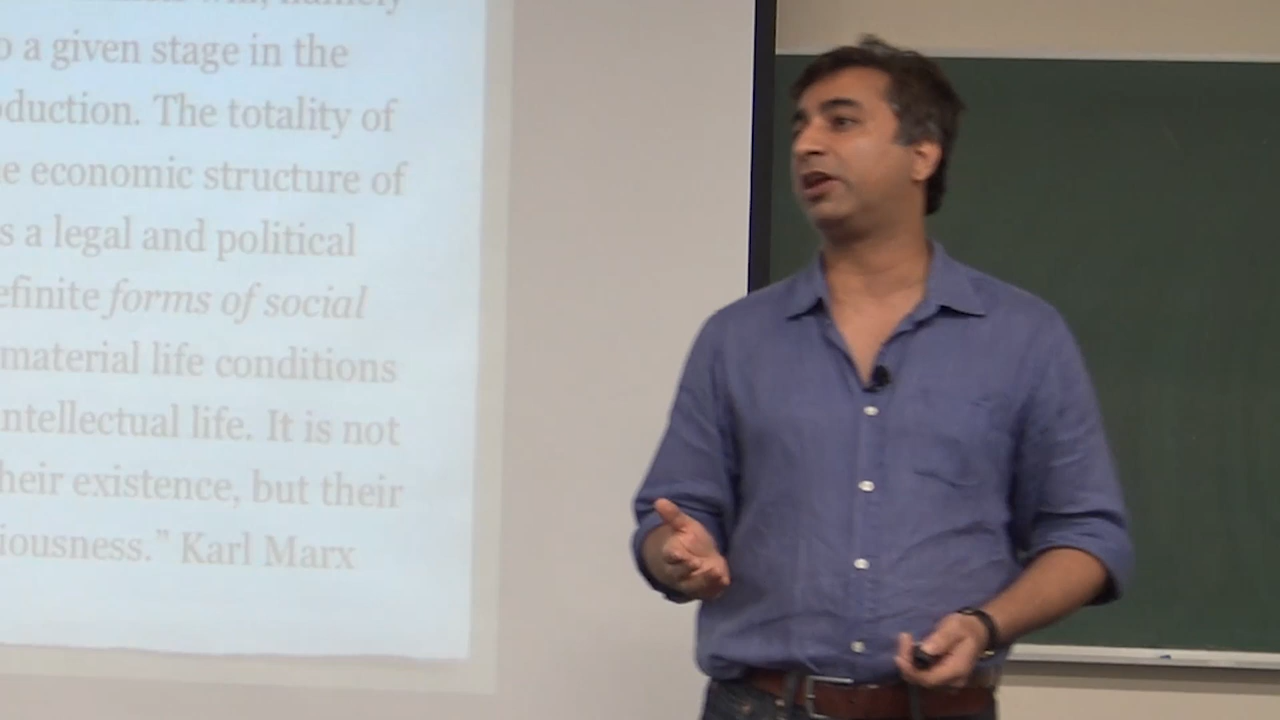 a given stage in the
duction. The totality of
e economic structure of
s a legal and political
efinite forms of social
material life conditions
ntellectual life. It is not
heir existence, but their
iousness.” Karl Marx